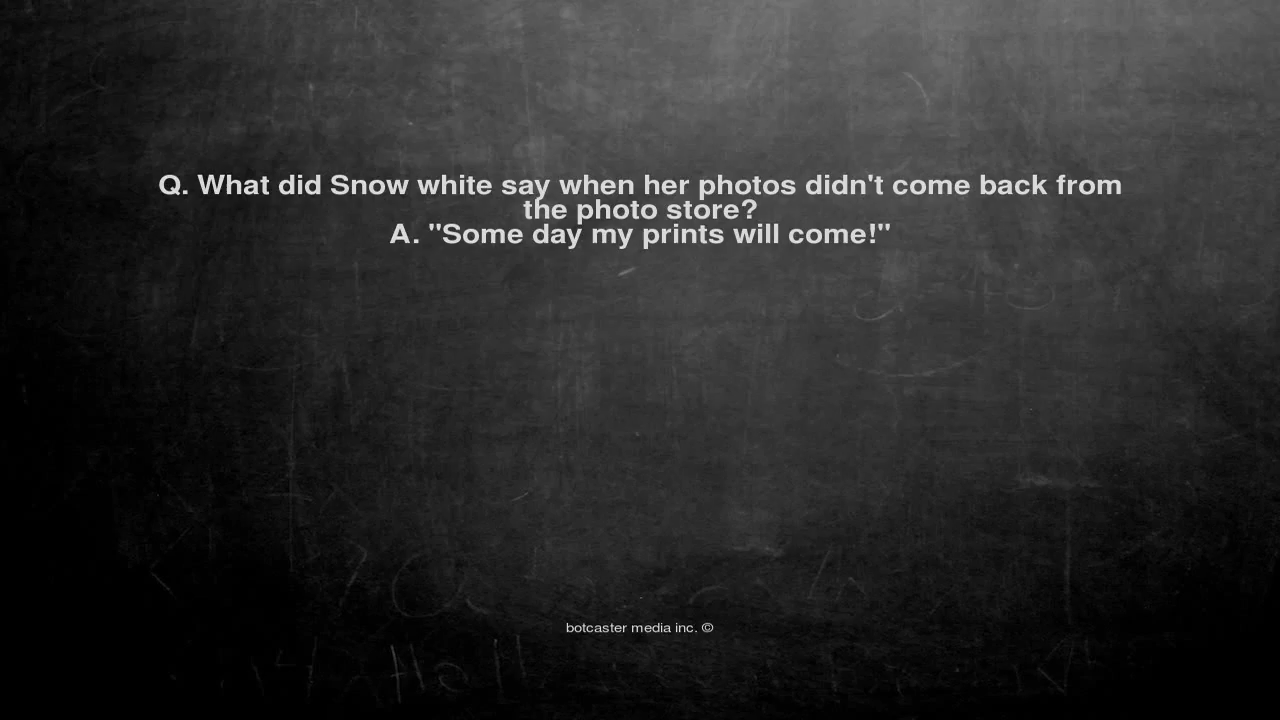 Q. What did Snow white say when her photos didn't come back from
the photo store?
A. "Some day my prints will come!"
botcaster media inc. ©